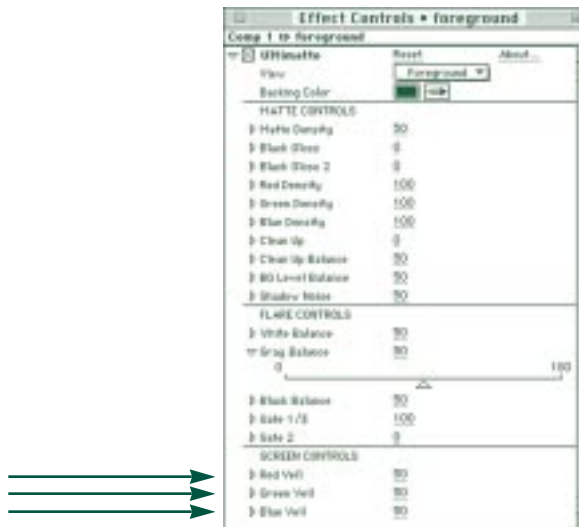 Effect Controls • foreground
Comp 1 to foreground
Ultimatte Reset About...
View Foreground
Backing Color
MATTE CONTROLS
Matte Density 50
Black Gloss 0
Black Gloss 2 0
Red Density 100
Green Density 100
Blue Density 100
Clean Up 0
Clean Up Balance 50
BG Level Balance 50
Shadow Noise 50
FLARE CONTROLS
White Balance 50
Gray Balance 50
0 100
Black Balance 50
Gate 1/3 100
Gate 2 0
SCREEN CONTROLS
Red Veil 50
Green Veil 50
Blue Veil 50